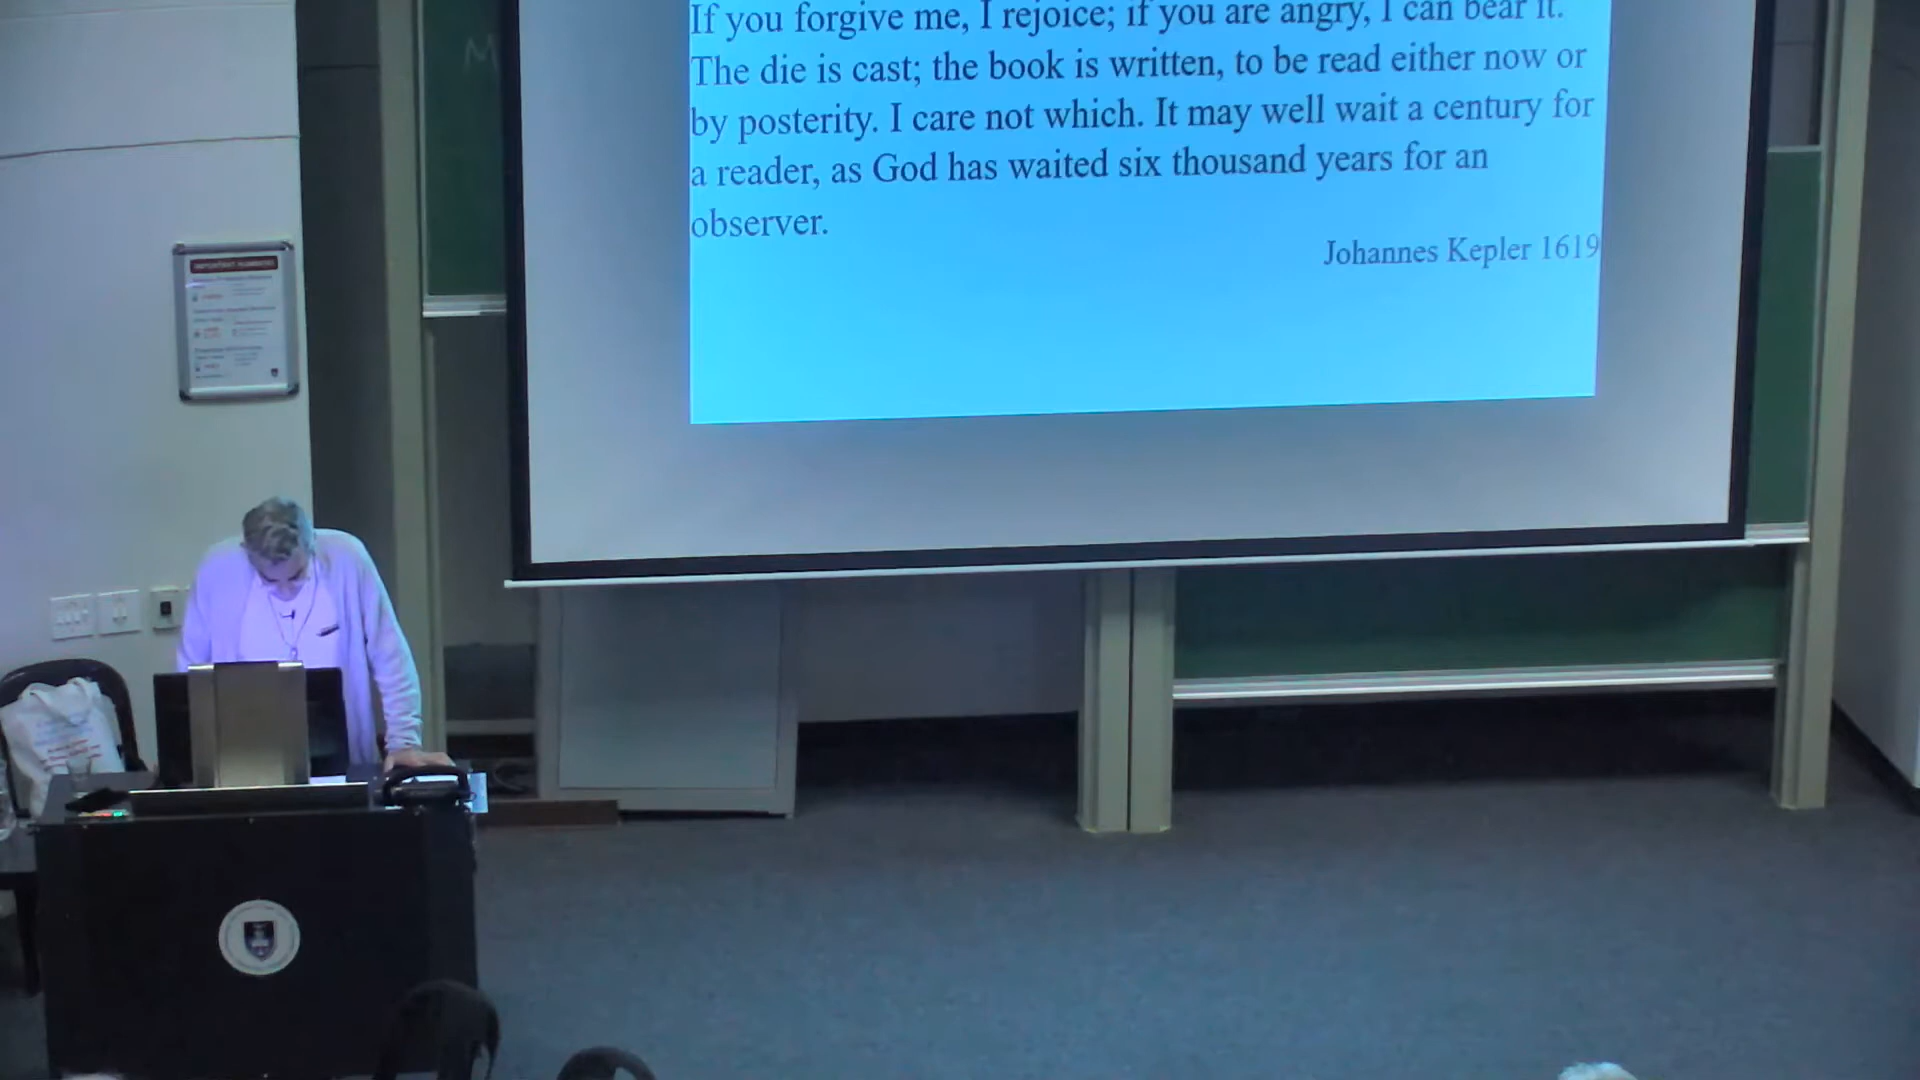 If you forgive me, I rejoice; if you are angry, I can bear it.
The die is cast; the book is written, to be read either now or
by posterity. I care not which. It may well wait a century for
a reader, as God has waited six thousand years for an
observer.
Johannes Kepler 1619
IMPORTANT NUMBERS
M